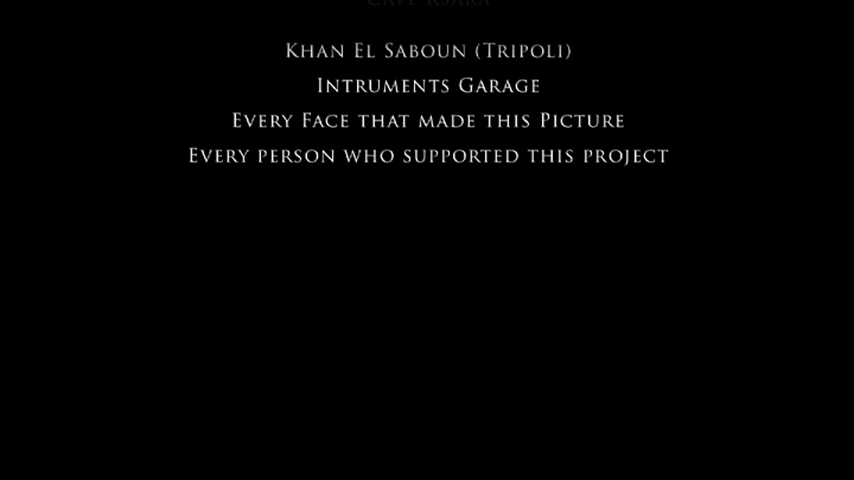 Khan El Saboun (Tripoli)
Intruments Garage
Every Face that made this Picture
Every person who supported this project